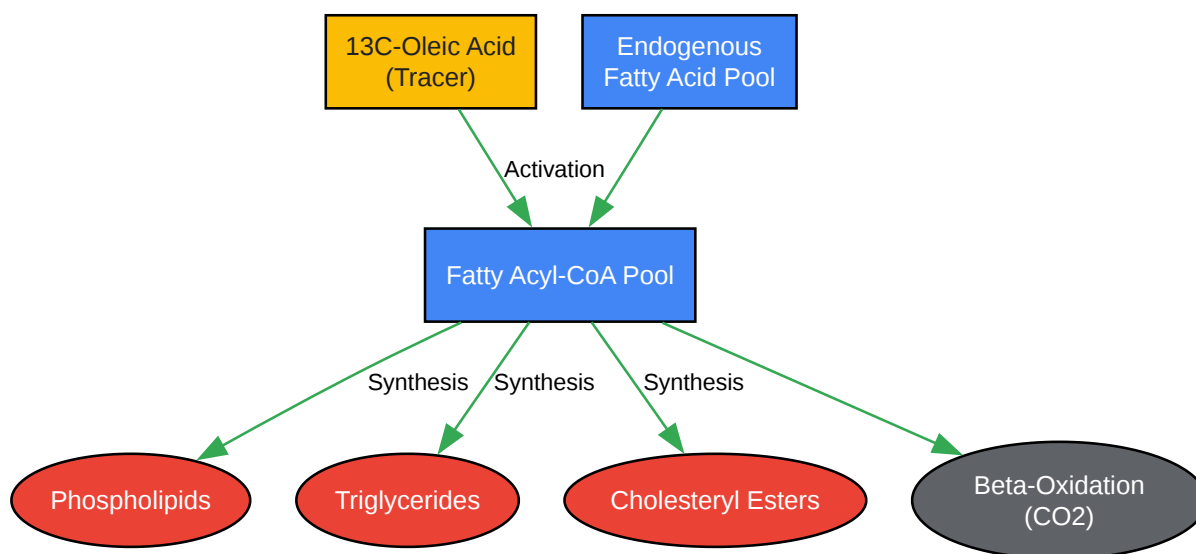 13C-Oleic Acid
(Tracer)
Endogenous
Fatty Acid Pool
Activation
Fatty Acyl-CoA Pool
Synthesis
Synthesis
Synthesis
Phospholipids
Triglycerides
Cholesteryl Esters
Beta-Oxidation
(CO2)